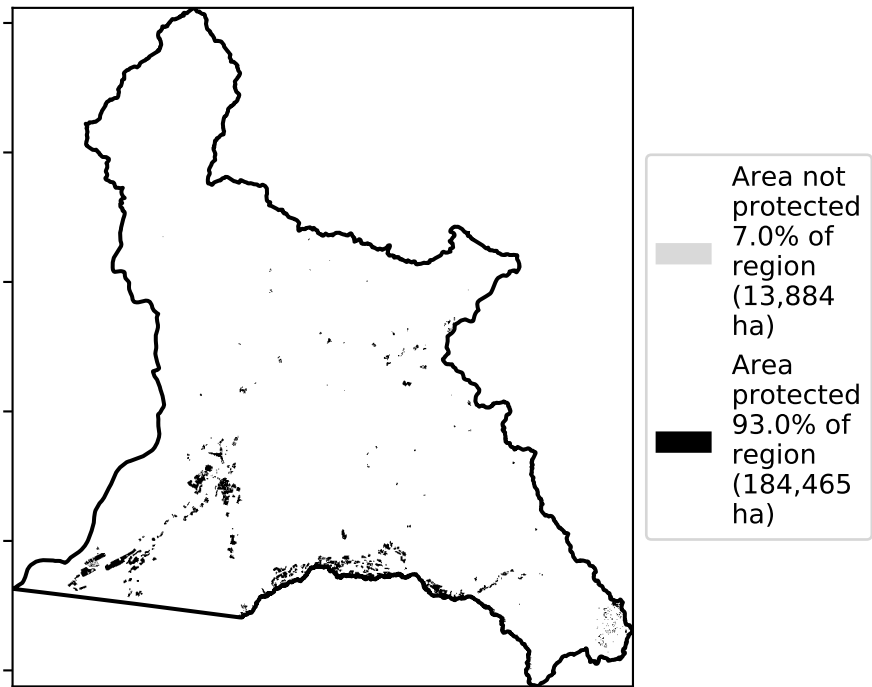 Area not
protected
7.0% of
region
(13,884
ha)
Area
protected
93.0% of
region
(184,465
ha)